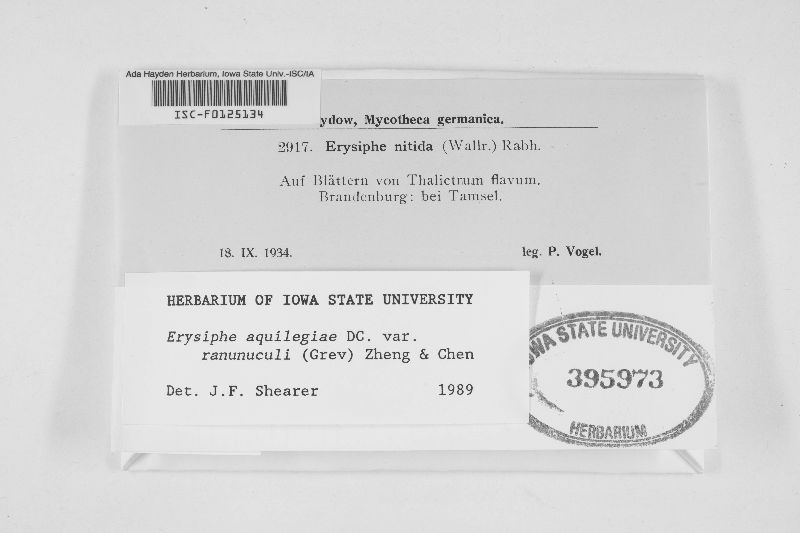 Ada Hayden Herbarium, Iowa State Univ.-ISC/IA
ISC-F0125134
Mycotheca germanica.
2917. Erysiphe nitida (Wallr.) Rabh.
Auf Blättern von Thalictrum flavum.
Brandenburg: bei Tamsel.
18. IX. 1934. leg. P. Vogel.
HERBARIUM OF IOWA STATE UNIVERSITY
Erysiphe aquilegiae DC. var.
ranunuculi (Grev) Zheng & Chen
Det. J.F. Shearer 1989
STATE UNIVERSITY
395973
HERBARIUM